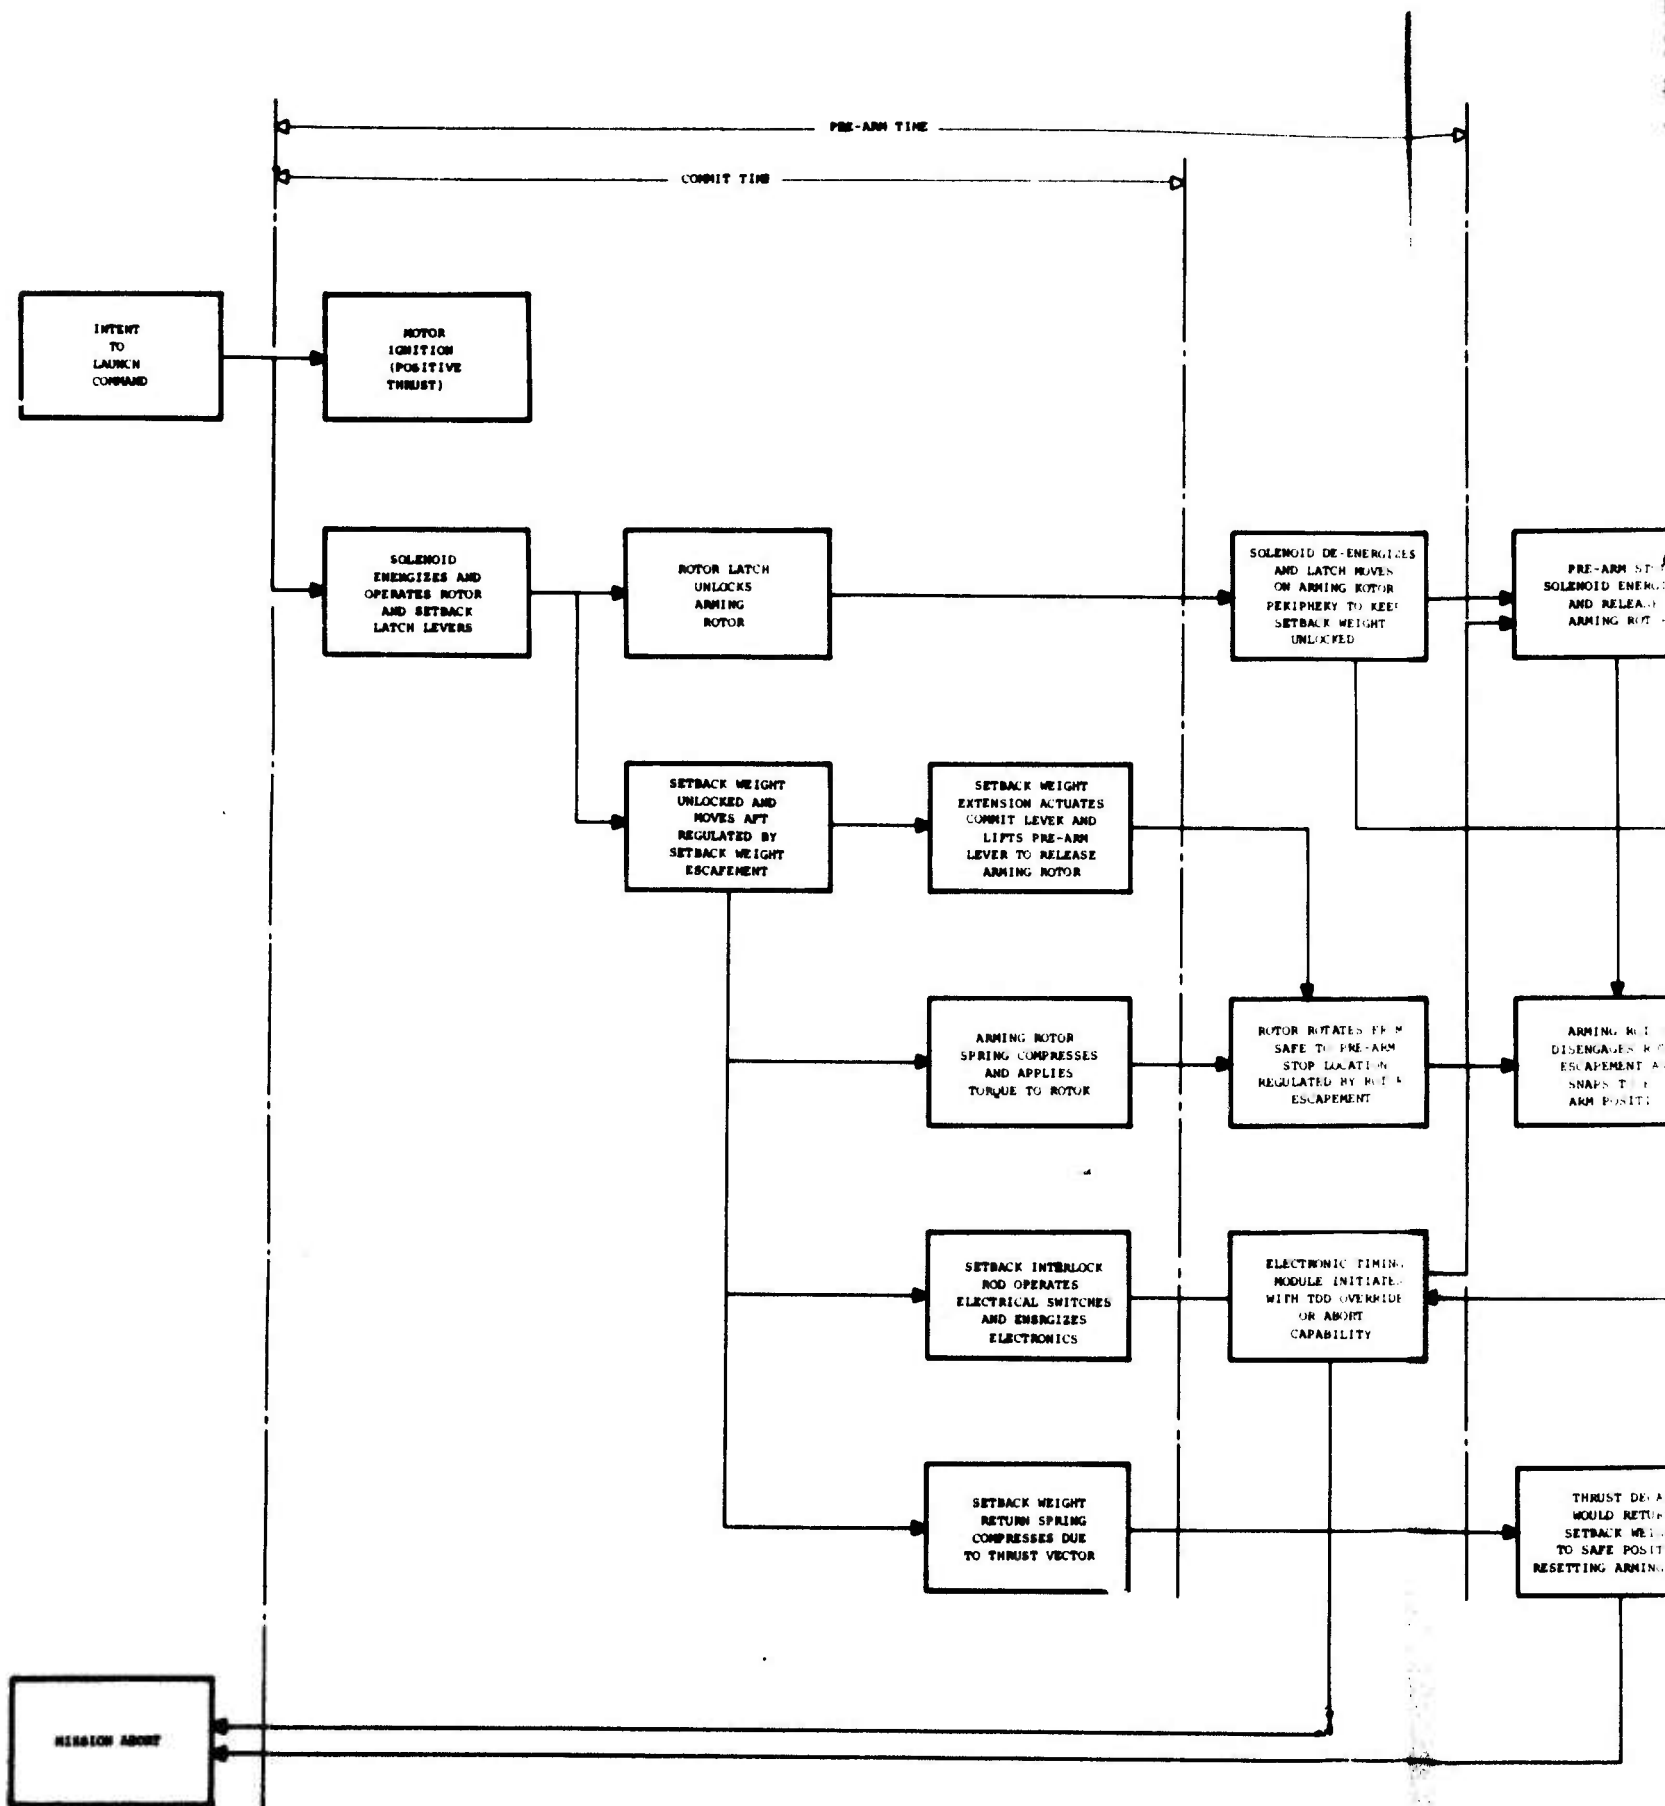 PRE-ARM TIME
COMMIT TIME
INTENT
TO
LAUNCH
COMMAND
MOTOR
IGNITION
(POSITIVE
THRUST)
SOLENOID
ENERGIZES AND
OPERATES ROTOR
AND SETBACK
LATCH LEVERS
ROTOR LATCH
UNLOCKS
ARMING
ROTOR
SOLENOID DE-ENERGIZES
AND LATCH MOVES
ON ARMING ROTOR
PERIPHERY TO KEEP
SETBACK WEIGHT
UNLOCKED
PRE-ARM
SOLENOID
AND
ARMING
SETBACK WEIGHT
UNLOCKED AND
MOVES AFT
REGULATED BY
SETBACK WEIGHT
ESCAPEMENT
SETBACK WEIGHT
EXTENSION ACTUATES
COMMIT LEVER AND
LIFTS PRE-ARM
LEVER TO RELEASE
ARMING ROTOR
ARMING ROTOR
SPRING COMPRESSES
AND APPLIES
TORQUE TO ROTOR
ROTOR ROTATES FROM
SAFE TO PRE-ARM
STOP LOCATION
REGULATED BY
ESCAPEMENT
ARMING
DISENGAGES
ESCAPEMENT
SNAPS
ARM
SETBACK INTERLOCK
ROD OPERATES
ELECTRICAL SWITCHES
AND ENERGIZES
ELECTRONICS
ELECTRONIC TIMING
MODULE
WITH TDD OVERRIDE
OR ABORT
CAPABILITY
SETBACK WEIGHT
RETURN SPRING
COMPRESSES DUE
TO THRUST VECTOR
THRUST
WOULD
SETBACK
TO SAFE
RESETTING ARMING
MISSION ABORT